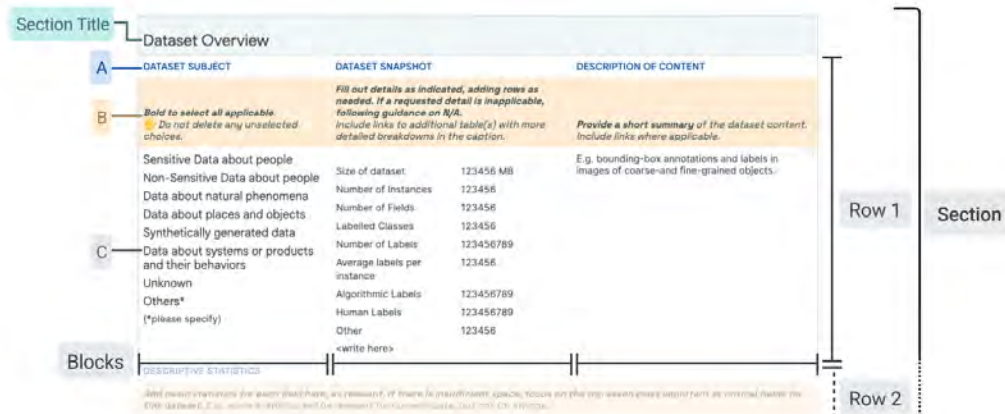 Section Title
Dataset Overview
A
DATASET SUBJECT
DATASET SNAPSHOT
DESCRIPTION OF CONTENT
B
Bold to select all applicable
Do not delete any unselected
choices.
Fill out details as indicated, adding rows as
needed. If a requested detail is inapplicable,
following guidance on N/A.
Include links to additional table(s) with more
detailed breakdowns in the caption.
Provide a short summary of the dataset content.
Include links where applicable.
C
Sensitive Data about people
Non-Sensitive Data about people
Data about natural phenomena
Data about places and objects
Synthetically generated data
Data about systems or products
and their behaviors
Unknown
Others*
(*please specify)
Size of dataset 123456 MB
Number of Instances 123456
Number of Fields 123456
Labelled Classes 123456
Number of Labels 123456789
Average labels per 123456
instance
Algorithmic Labels 123456789
Human Labels 123456789
Other 123456
<write here>
E.g. bounding-box annotations and labels in
images of coarse-and fine-grained objects.
Row 1
Section
Blocks
DESCRIPTIVE STATISTICS
Row 2